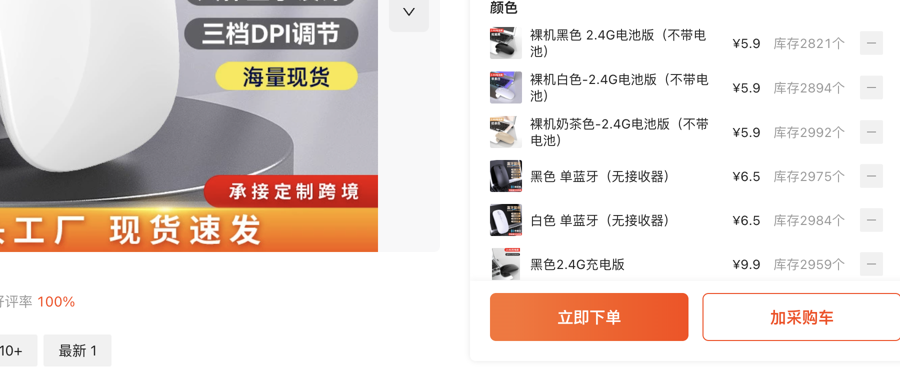 三档DPI调节
海量现货
承接定制跨境
工厂 现货速发
好评率 100%
10+
最新 1
颜色
裸机黑色 2.4G电池版（不带电
池）
¥5.9
库存2821个
裸机白色-2.4G电池版（不带电
池）
¥5.9
库存2894个
裸机奶茶色-2.4G电池版（不带
电池）
¥5.9
库存2992个
黑色 单蓝牙（无接收器）
¥6.5
库存2975个
白色 单蓝牙（无接收器）
¥6.5
库存2984个
黑色2.4G充电版
¥9.9
库存2959个
立即下单
加采购车